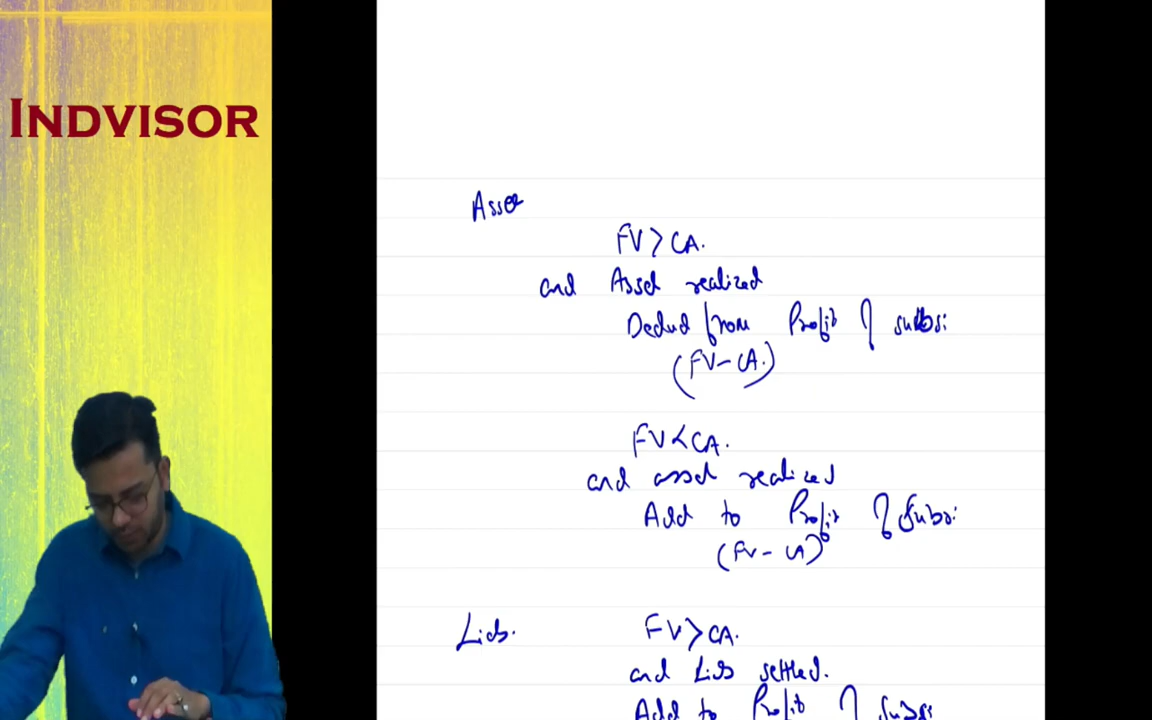 INDVISOR
Asse
FV > CA.
and Asset realized
Deduct from Profit of subsi:
(FV - CA.)
FV < CA.
and asset realized
Add to Profit of Subsi:
(FV - CA)
Liab. FV > CA.
and Liab settled.
Add to Profit of Subsi